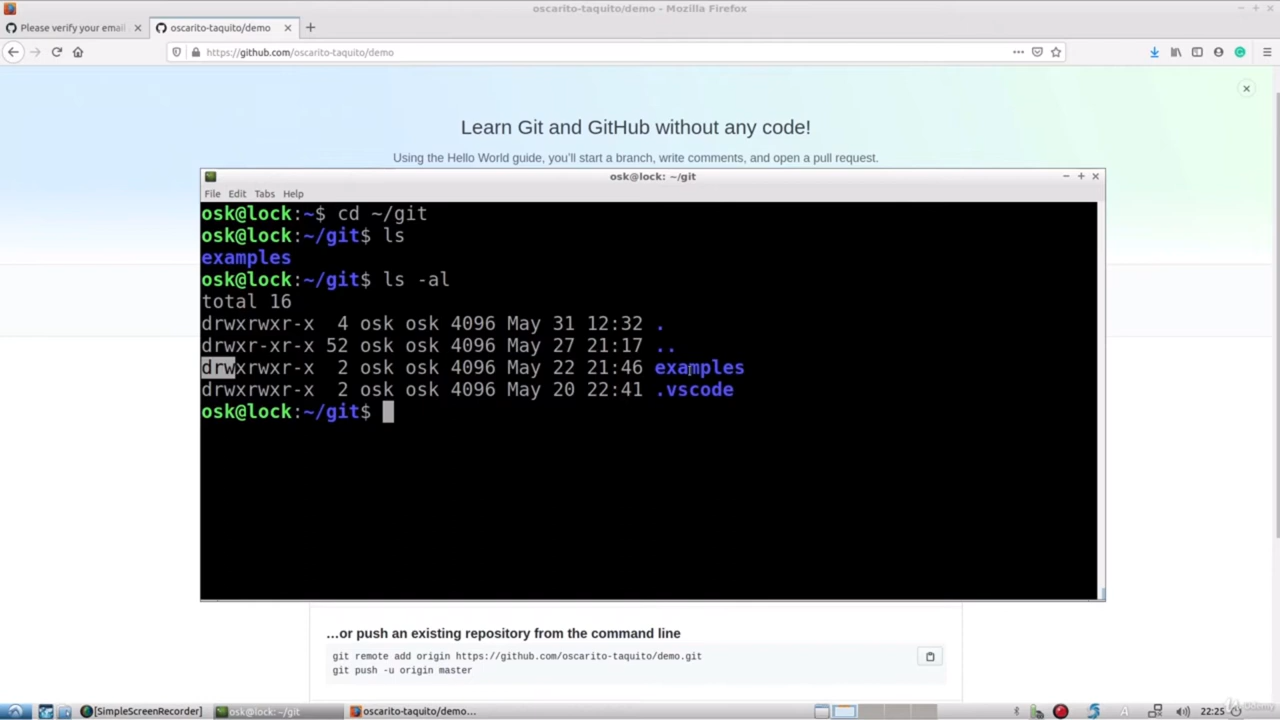 oscarito-taquito/demo - Mozilla Firefox
Please verify your email
oscarito-taquito/demo
https://github.com/oscarito-taquito/demo
Learn Git and GitHub without any code!
Using the Hello World guide, you'll start a branch, write comments, and open a pull request.
osk@lock: ~/git
File Edit Tabs Help
osk@lock:~$ cd ~/git
osk@lock:~/git$ ls
examples
osk@lock:~/git$ ls -al
total 16
drwxrwxr-x 4 osk osk 4096 May 31 12:32 .
drwxr-xr-x 52 osk osk 4096 May 27 21:17 ..
drwxrwxr-x 2 osk osk 4096 May 22 21:46 examples
drwxrwxr-x 2 osk osk 4096 May 20 22:41 .vscode
osk@lock:~/git$
...or push an existing repository from the command line
git remote add origin https://github.com/oscarito-taquito/demo.git
git push -u origin master
[SimpleScreenRecorder]
osk@lock: ~/git
oscarito-taquito/demo...
22:25
Udemy